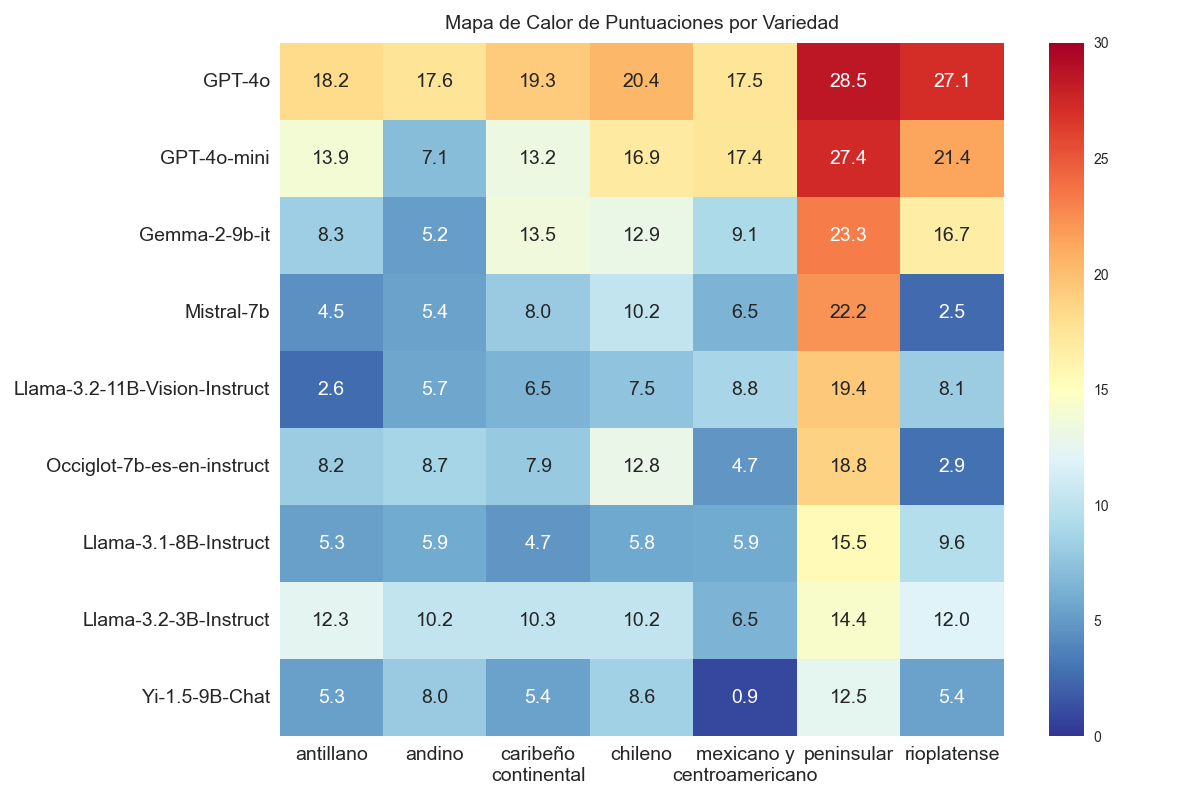 Mapa de Calor de Puntuaciones por Variedad
GPT-4o 18.2 17.6 19.3 20.4 17.5 28.5 27.1
GPT-4o-mini 13.9 7.1 13.2 16.9 17.4 27.4 21.4
Gemma-2-9b-it 8.3 5.2 13.5 12.9 9.1 23.3 16.7
Mistral-7b 4.5 5.4 8.0 10.2 6.5 22.2 2.5
Llama-3.2-11B-Vision-Instruct 2.6 5.7 6.5 7.5 8.8 19.4 8.1
Occiglot-7b-es-en-instruct 8.2 8.7 7.9 12.8 4.7 18.8 2.9
Llama-3.1-8B-Instruct 5.3 5.9 4.7 5.8 5.9 15.5 9.6
Llama-3.2-3B-Instruct 12.3 10.2 10.3 10.2 6.5 14.4 12.0
Yi-1.5-9B-Chat 5.3 8.0 5.4 8.6 0.9 12.5 5.4
antillano andino caribeño chileno mexicano y peninsular rioplatense
continental centroamericano
30
25
20
15
10
5
0